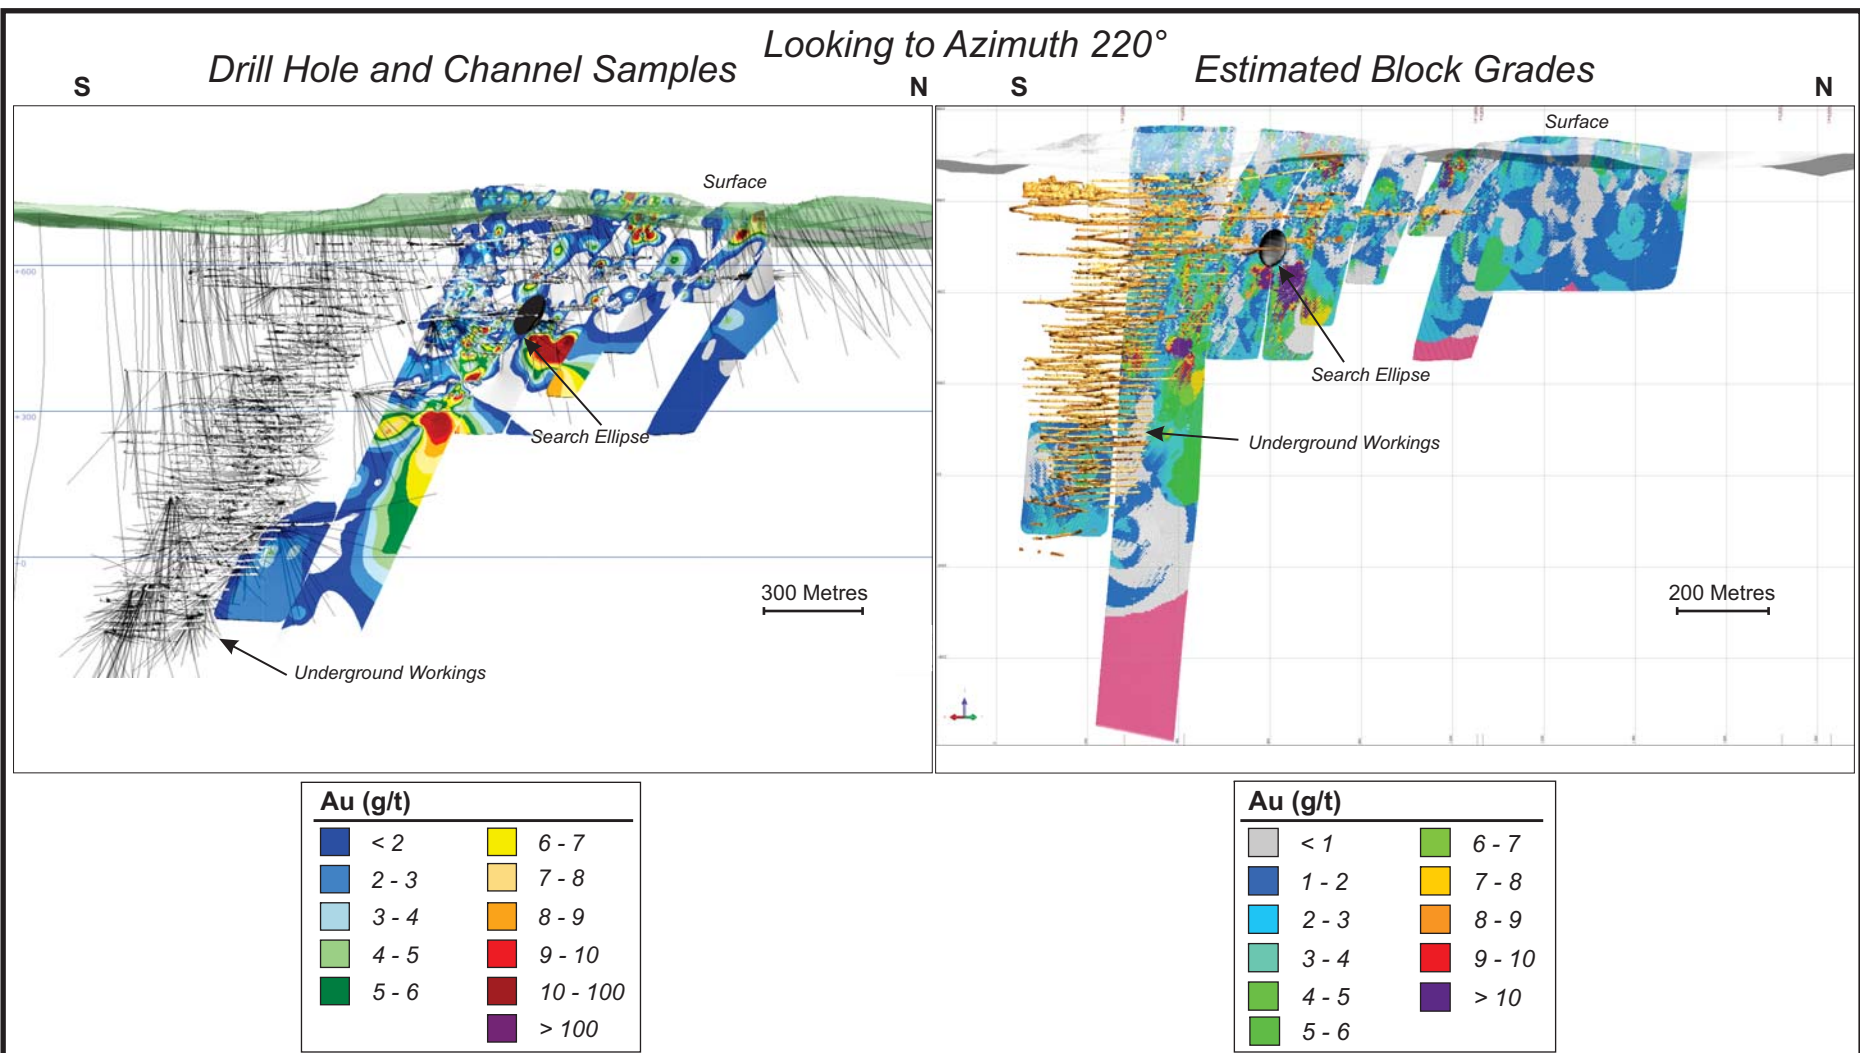 Looking to Azimuth 220°
Drill Hole and Channel Samples
Estimated Block Grades
S
N
S
N
Surface
+600
+300
+0
Search Ellipse
300 Metres
Underground Workings
Surface
Search Ellipse
Underground Workings
200 Metres
Au (g/t)
< 2
2 - 3
3 - 4
4 - 5
5 - 6
6 - 7
7 - 8
8 - 9
9 - 10
10 - 100
> 100
Au (g/t)
< 1
1 - 2
2 - 3
3 - 4
4 - 5
5 - 6
6 - 7
7 - 8
8 - 9
9 - 10
> 10